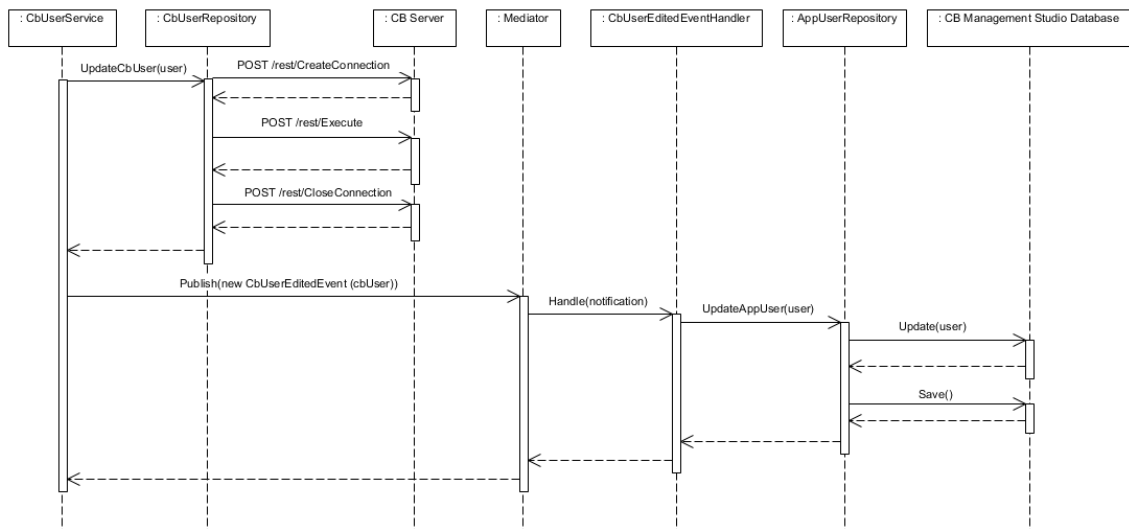 : CbUserService
: CbUserRepository
: CB Server
: Mediator
: CbUserEditedEventHandler
: AppUserRepository
: CB Management Studio Database
UpdateCbUser(user)
POST /rest/CreateConnection
POST /rest/Execute
POST /rest/CloseConnection
Publish(new CbUserEditedEvent (cbUser))
Handle(notification)
UpdateAppUser(user)
Update(user)
Save()